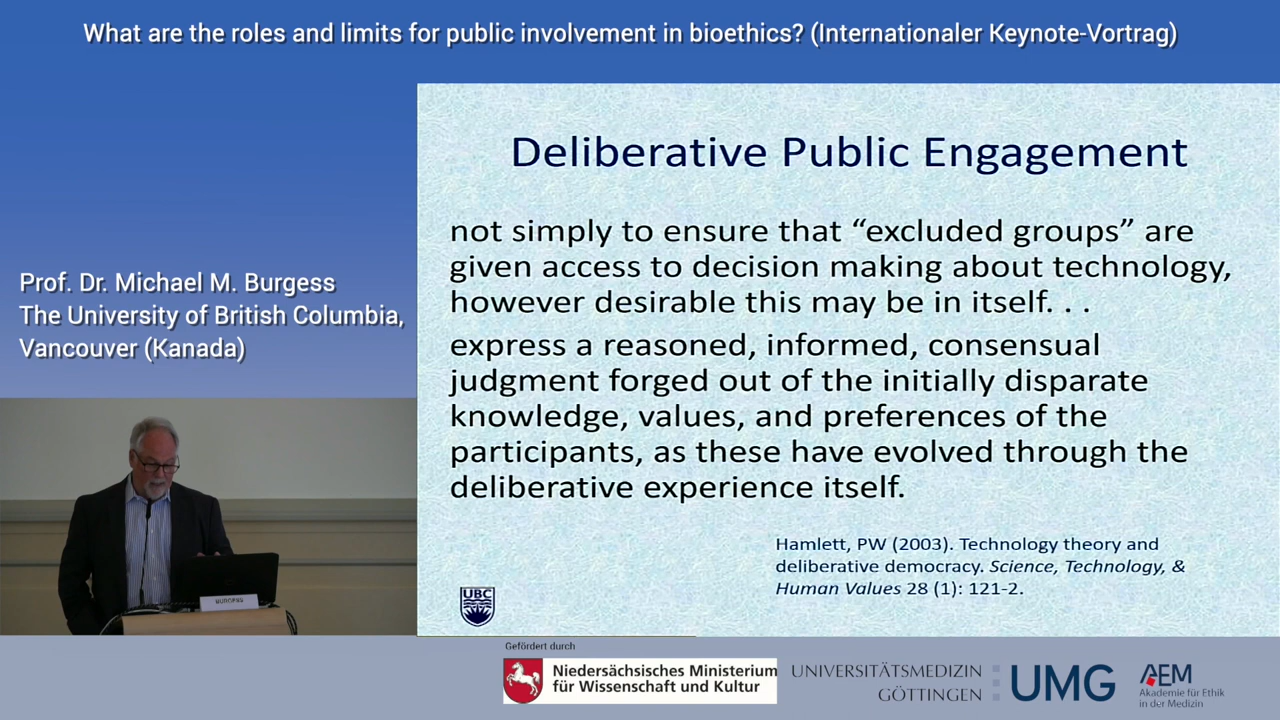 What are the roles and limits for public involvement in bioethics? (Internationaler Keynote-Vortrag)
Prof. Dr. Michael M. Burgess
The University of British Columbia,
Vancouver (Kanada)
Deliberative Public Engagement
not simply to ensure that “excluded groups” are
given access to decision making about technology,
however desirable this may be in itself. . .
express a reasoned, informed, consensual
judgment forged out of the initially disparate
knowledge, values, and preferences of the
participants, as these have evolved through the
deliberative experience itself.
Hamlett, PW (2003). Technology theory and
deliberative democracy. Science, Technology, &
Human Values 28 (1): 121-2.
UBC
BURGESS
Gefördert durch
Niedersächsisches Ministerium
für Wissenschaft und Kultur
UNIVERSITÄTSMEDIZIN
GÖTTINGEN
UMG
AEM
Akademie für Ethik
in der Medizin